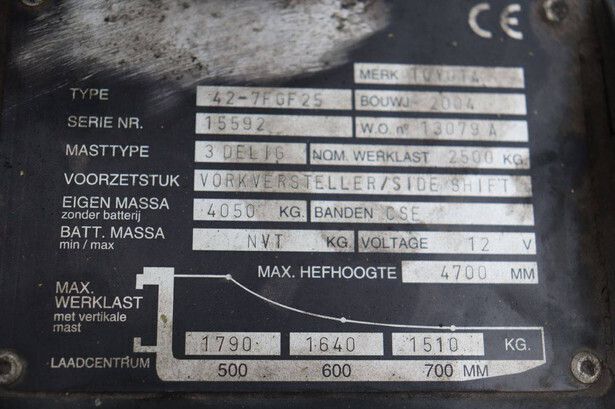 CE
MERK TOYOTA
TYPE 42-7FGF25 BOUWJ. 2004
SERIE NR. 15592 W.O. nº 13079 A
MASTTYPE 3 DELIG NOM. WERKLAST 2500 KG.
VOORZETSTUK VORKVERSTELLER/SIDE SHIFT
EIGEN MASSA 4050 KG. BANDEN CSE
zonder batterij
BATT. MASSA NVT KG. VOLTAGE 12 V
min / max
MAX. HEFHOOGTE 4700 MM
MAX.
WERKLAST
met vertikale
mast
1790 1640 1510 KG.
LAADCENTRUM 500 600 700 MM